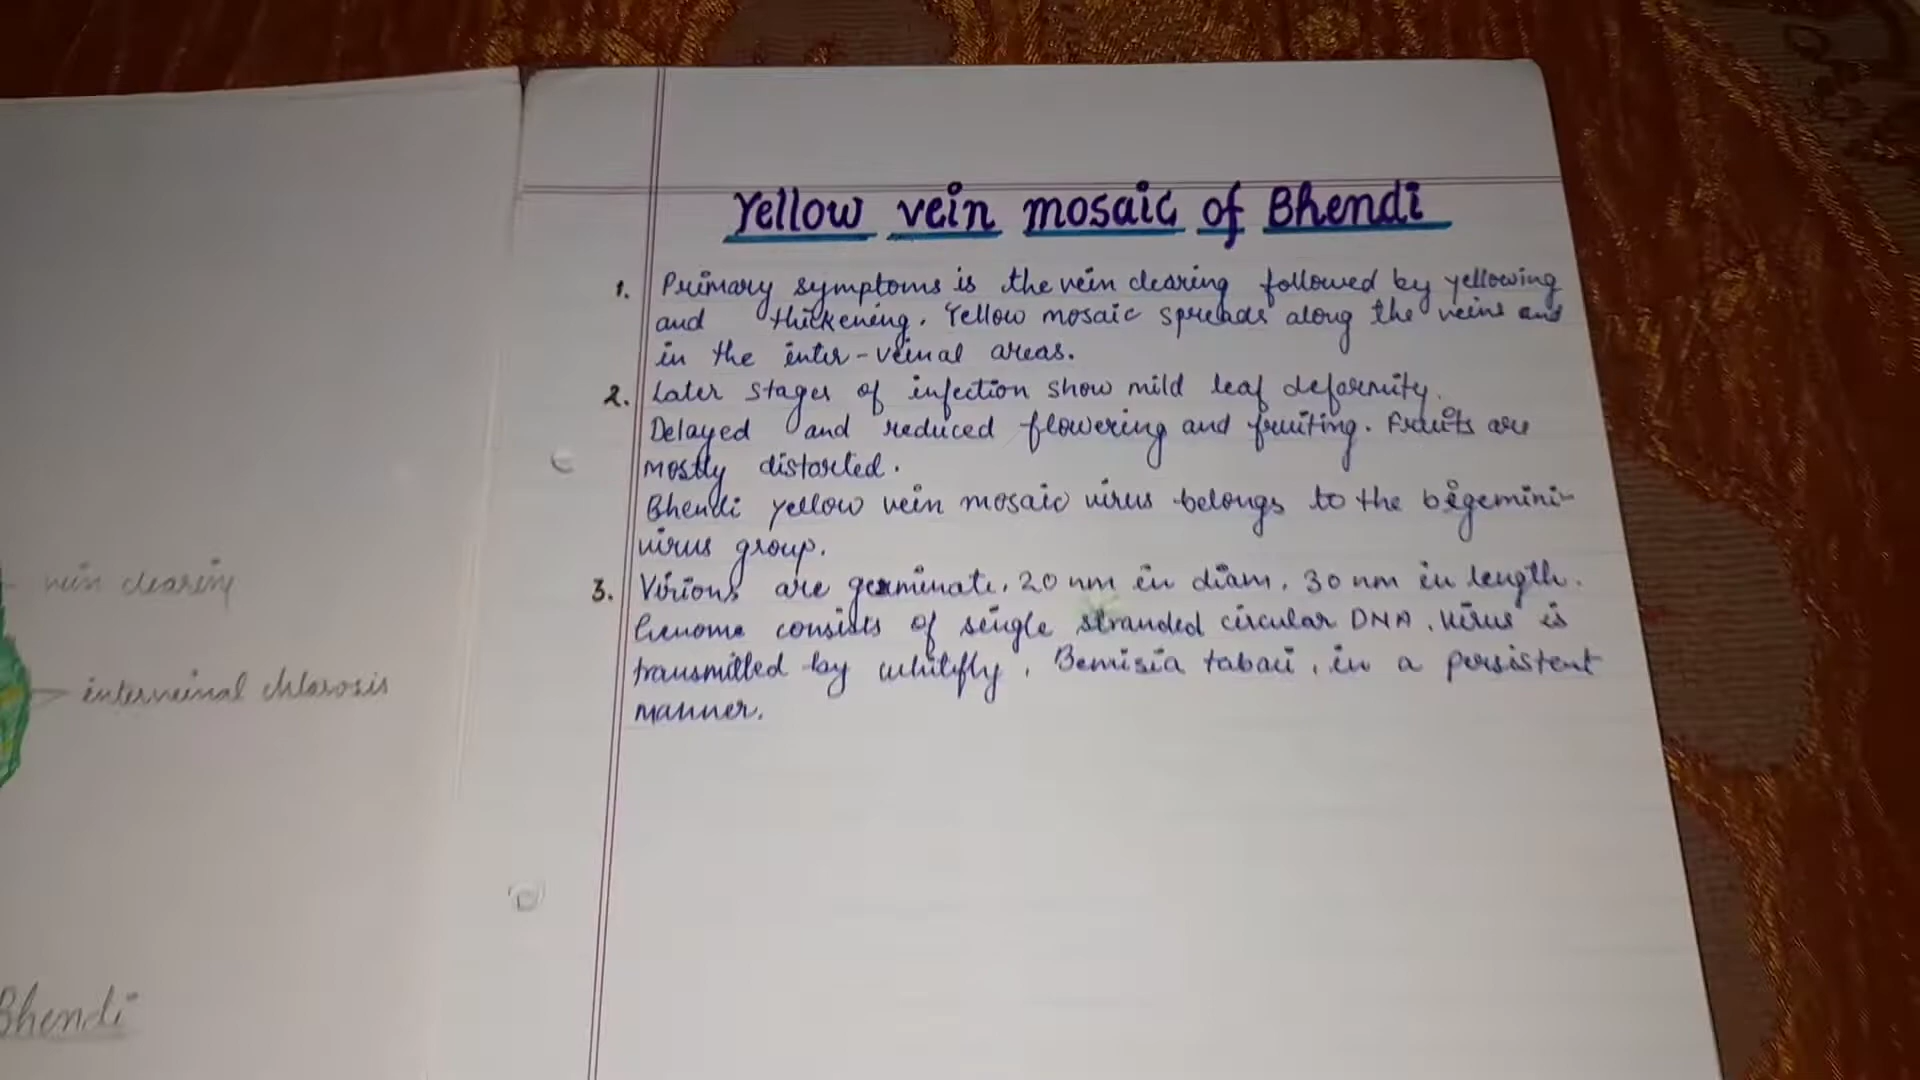 Yellow vein mosaic of Bhendi
1. Primary symptoms is the vein clearing followed by yellowing
and thickening. Yellow mosaic spreads along the veins and
in the inter-veinal areas.
2. Later stages of infection show mild leaf deformity.
Delayed and reduced flowering and fruiting. Fruits are
mostly distorted.
Bhendi yellow vein mosaic virus belongs to the begemini-
virus group.
3. Virions are geminate, 20 nm in diam, 30 nm in length.
Genome consists of single stranded circular DNA. Virus is
transmitted by whitefly, Bemisia tabaci, in a persistent
manner.
vein clearing
interveinal chlorosis
Bhendi